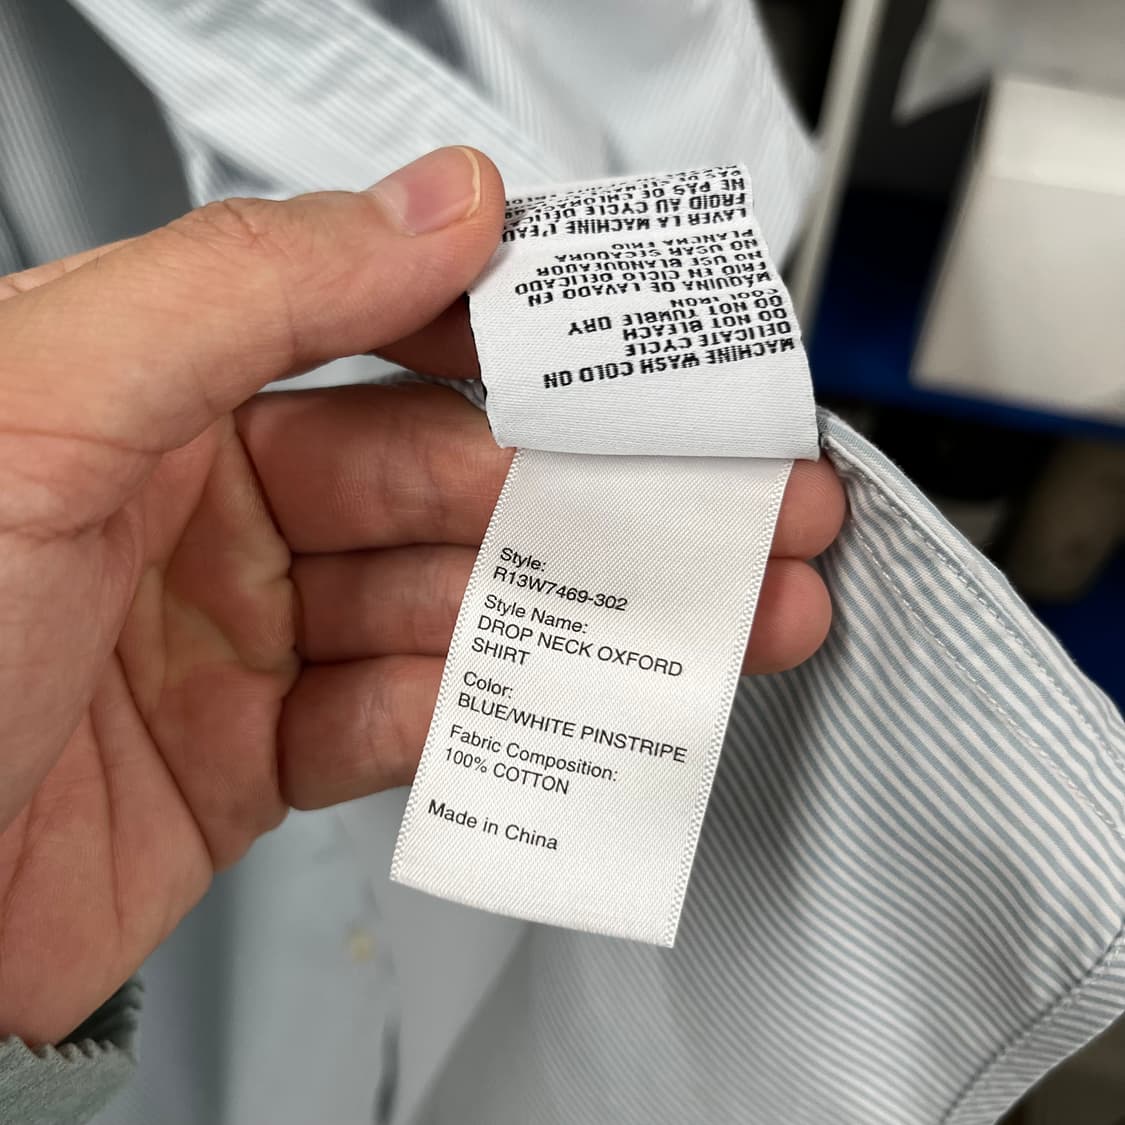 MACHINE WASH COLD ON
DELICATE CYCLE
DO NOT BLEACH
DO NOT TUMBLE DRY
COOL IRON
MAQUINA DE LAVADO EN
FRIO EN CICLO DELICADO
NO USE BLANQUEADOR
NO USAR SECADORA
PLANCHA FRIO
LAVER LA MACHINE L'EAU
FROID AU CYCLE DELICAT
NE PAS DE CHLORE
Style:
R13W7469-302
Style Name:
DROP NECK OXFORD
SHIRT
Color:
BLUE/WHITE PINSTRIPE
Fabric Composition:
100% COTTON
Made in China